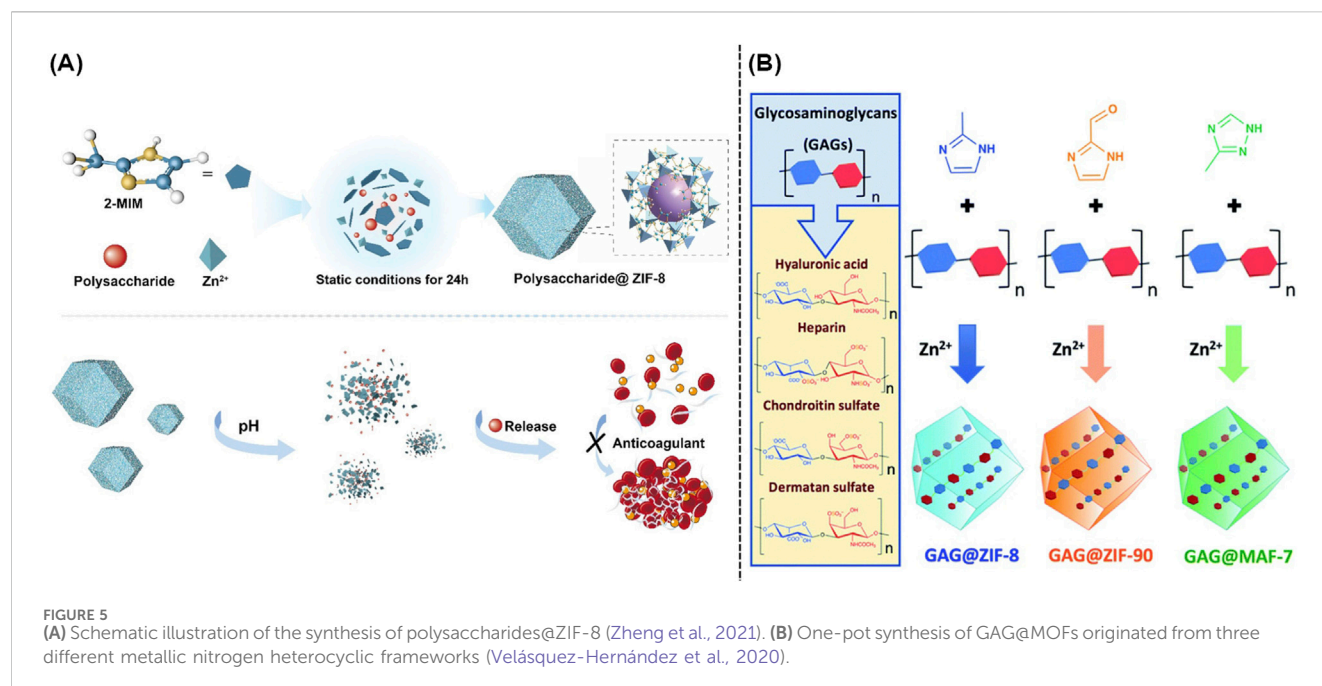 (A)
2-MIM
=
Polysaccharide
Zn2+
Static conditions for 24h
Polysaccharide@ ZIF-8
pH
Release
X
Anticoagulant
(B)
Glycosaminoglycans
(GAGs)
n
Hyaluronic acid
n
Heparin
n
Chondroitin sulfate
n
Dermatan sulfate
n
N NH
O
N NH
N NH
N
+ + +
n n n
Zn2+ Zn2+ Zn2+
GAG@ZIF-8 GAG@ZIF-90 GAG@MAF-7
FIGURE 5
(A) Schematic illustration of the synthesis of polysaccharides@ZIF-8 (Zheng et al., 2021). (B) One-pot synthesis of GAG@MOFs originated from three
different metallic nitrogen heterocyclic frameworks (Velásquez-Hernández et al., 2020).